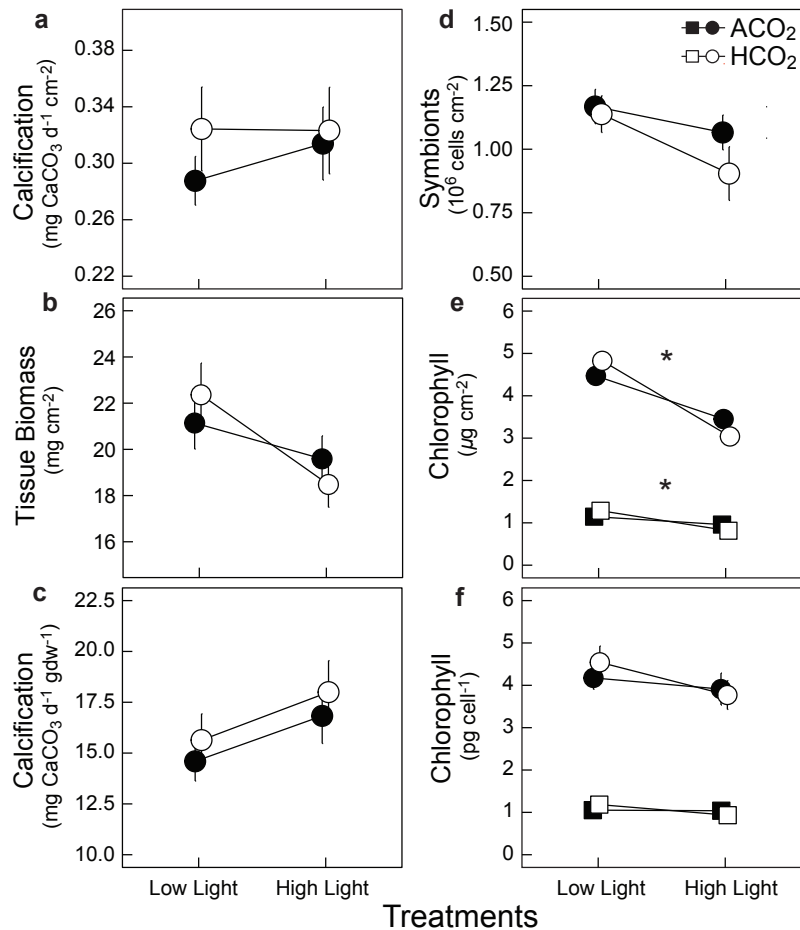 a
Calcification
(mg CaCO₃ d⁻¹ cm⁻²)
0.38
0.34
0.30
0.26
0.22
b
Tissue Biomass
(mg cm⁻²)
26
24
22
20
18
16
c
Calcification
(mg CaCO₃ d⁻¹ gdw⁻¹)
22.5
20.0
17.5
15.0
12.5
10.0
Low Light
High Light
d
ACO₂
HCO₂
Symbionts
(10⁶ cells cm⁻²)
1.50
1.25
1.00
0.75
0.50
e
Chlorophyll
(µg cm⁻²)
6
5
4
3
2
1
0
*
*
f
Chlorophyll
(pg cell⁻¹)
6
5
4
3
2
1
0
Low Light
High Light
Treatments